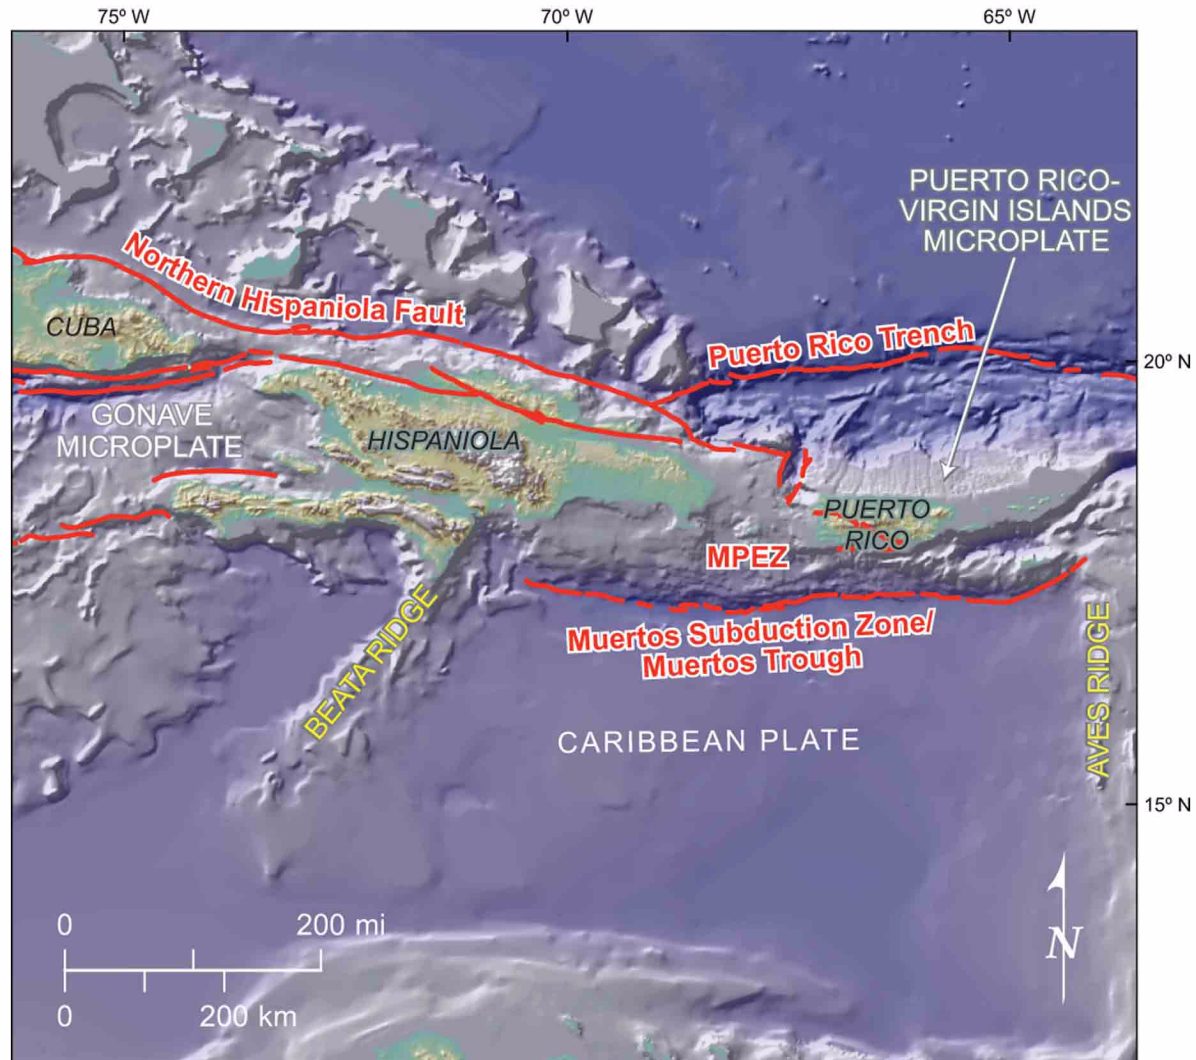 75º W
70º W
65º W
PUERTO RICO-
VIRGIN ISLANDS
MICROPLATE
Northern Hispaniola Fault
CUBA
Puerto Rico Trench
20º N
GONAVE
MICROPLATE
HISPANIOLA
PUERTO
RICO
MPEZ
BEATA RIDGE
Muertos Subduction Zone/
Muertos Trough
AVES RIDGE
CARIBBEAN PLATE
15º N
0
200 mi
N
0
200 km